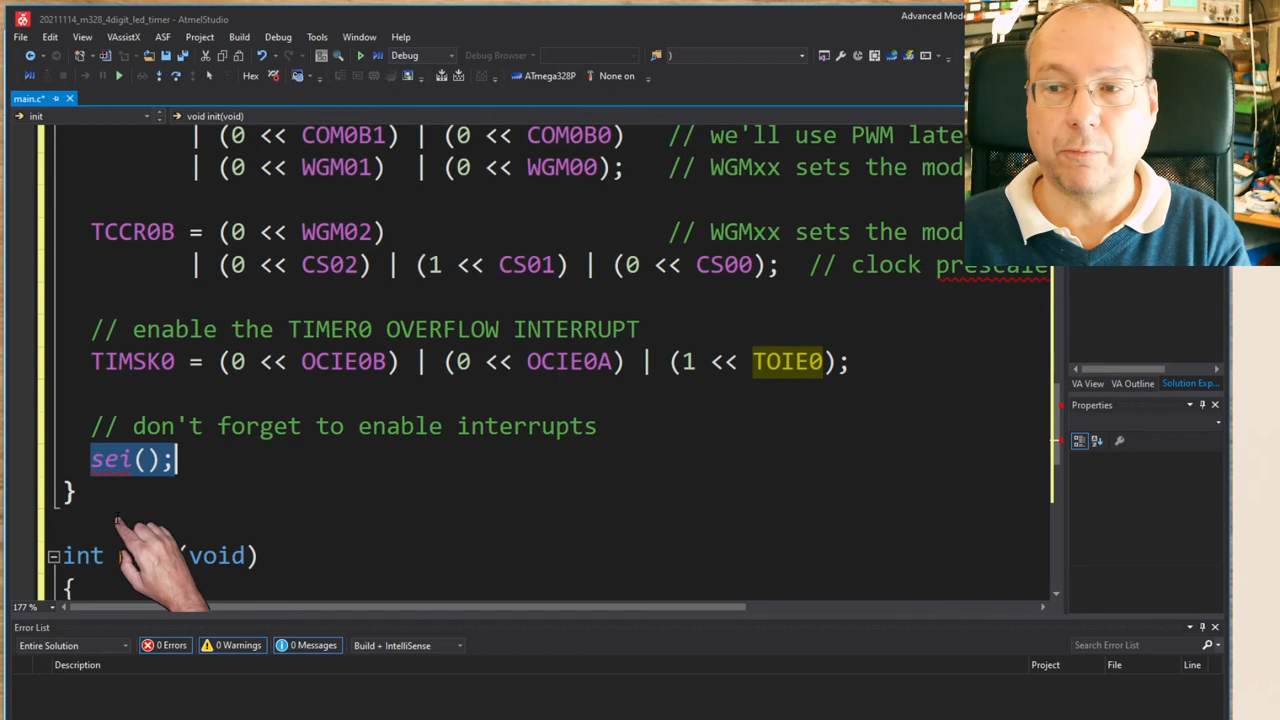 20211114_m328_4digit_led_timer - AtmelStudio
Advanced Mode
File Edit View VAssistX ASF Project Build Debug Tools Window Help
Debug Debug Browser )
Hex ATmega328P None on
main.c*
init void init(void)
| (0 << COM0B1) | (0 << COM0B0) // we'll use PWM late
| (0 << WGM01) | (0 << WGM00); // WGMxx sets the mod
TCCR0B = (0 << WGM02) // WGMxx sets the mod
| (0 << CS02) | (1 << CS01) | (0 << CS00); // clock prescale
// enable the TIMER0 OVERFLOW INTERRUPT
TIMSK0 = (0 << OCIE0B) | (0 << OCIE0A) | (1 << TOIE0);
// don't forget to enable interrupts
sei();
}
int (void)
{
177 %
VA View VA Outline Solution Exp...
Properties
Error List
Entire Solution 0 Errors 0 Warnings 0 Messages Build + IntelliSense Search Error List
Description Project File Line